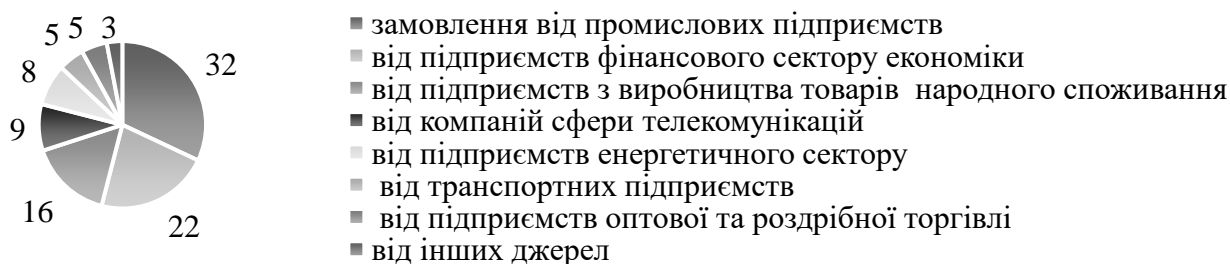 5 5 3
8
32
9
16
22
замовлення від промислових підприємств
від підприємств фінансового сектору економіки
від підприємств з виробництва товарів народного споживання
від компаній сфери телекомунікацій
від підприємств енергетичного сектору
від транспортних підприємств
від підприємств оптової та роздрібної торгівлі
від інших джерел